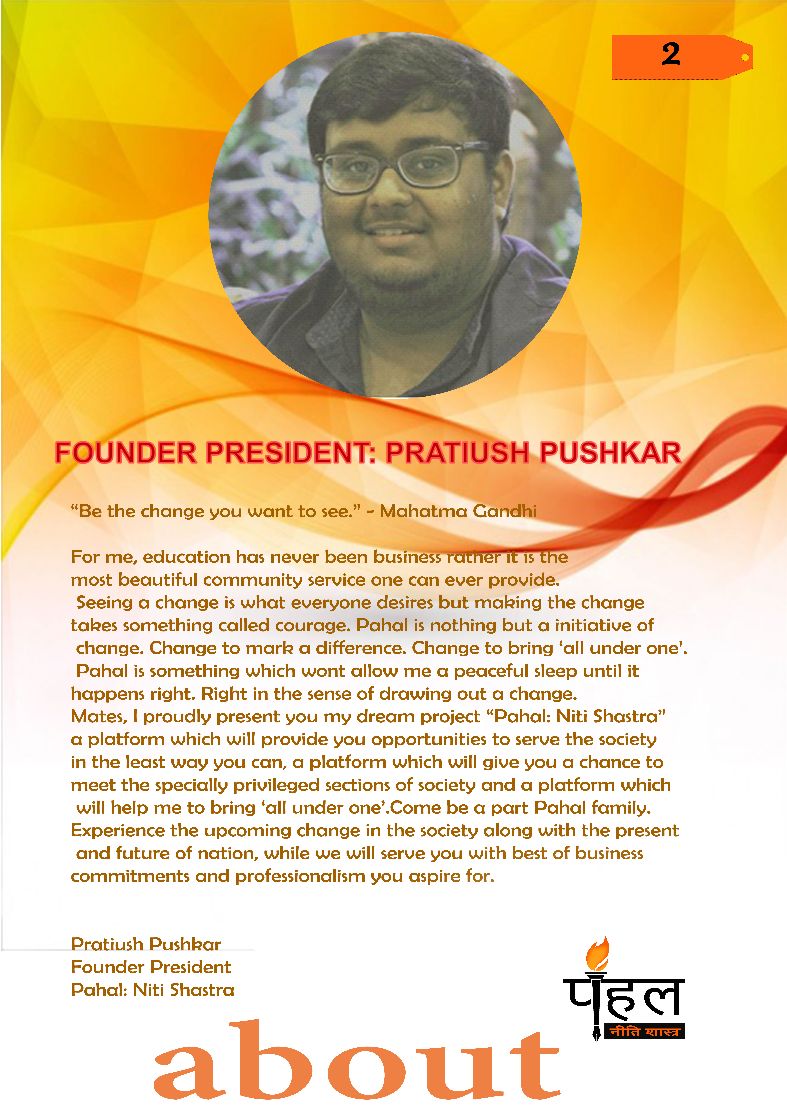 2
FOUNDER PRESIDENT: PRATIUSH PUSHKAR
“Be the change you want to see.” - Mahatma Gandhi
For me, education has never been business rather it is the
most beautiful community service one can ever provide.
Seeing a change is what everyone desires but making the change
takes something called courage. Pahal is nothing but a initiative of
change. Change to mark a difference. Change to bring ‘all under one’.
Pahal is something which wont allow me a peaceful sleep until it
happens right. Right in the sense of drawing out a change.
Mates, I proudly present you my dream project “Pahal: Niti Shastra”
a platform which will provide you opportunities to serve the society
in the least way you can, a platform which will give you a chance to
meet the specially privileged sections of society and a platform which
will help me to bring ‘all under one’.Come be a part Pahal family.
Experience the upcoming change in the society along with the present
and future of nation, while we will serve you with best of business
commitments and professionalism you aspire for.
Pratiush Pushkar
Founder President
Pahal: Niti Shastra
पहल
नीति शास्त्र
about